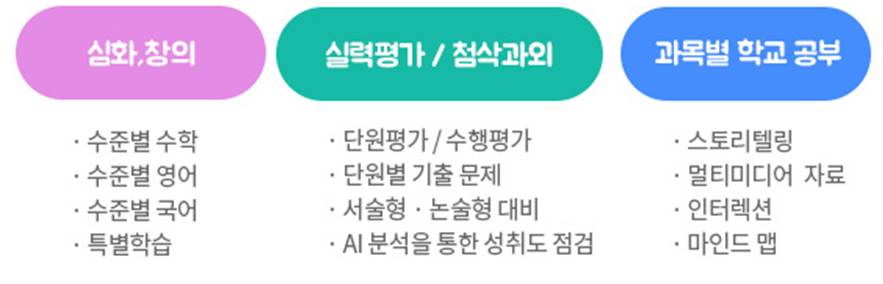 심화,창의
· 수준별 수학
· 수준별 영어
· 수준별 국어
· 특별학습
실력평가 / 첨삭과외
· 단원평가 / 수행평가
· 단원별 기출 문제
· 서술형 · 논술형 대비
· AI 분석을 통한 성취도 점검
과목별 학교 공부
· 스토리텔링
· 멀티미디어 자료
· 인터렉션
· 마인드 맵